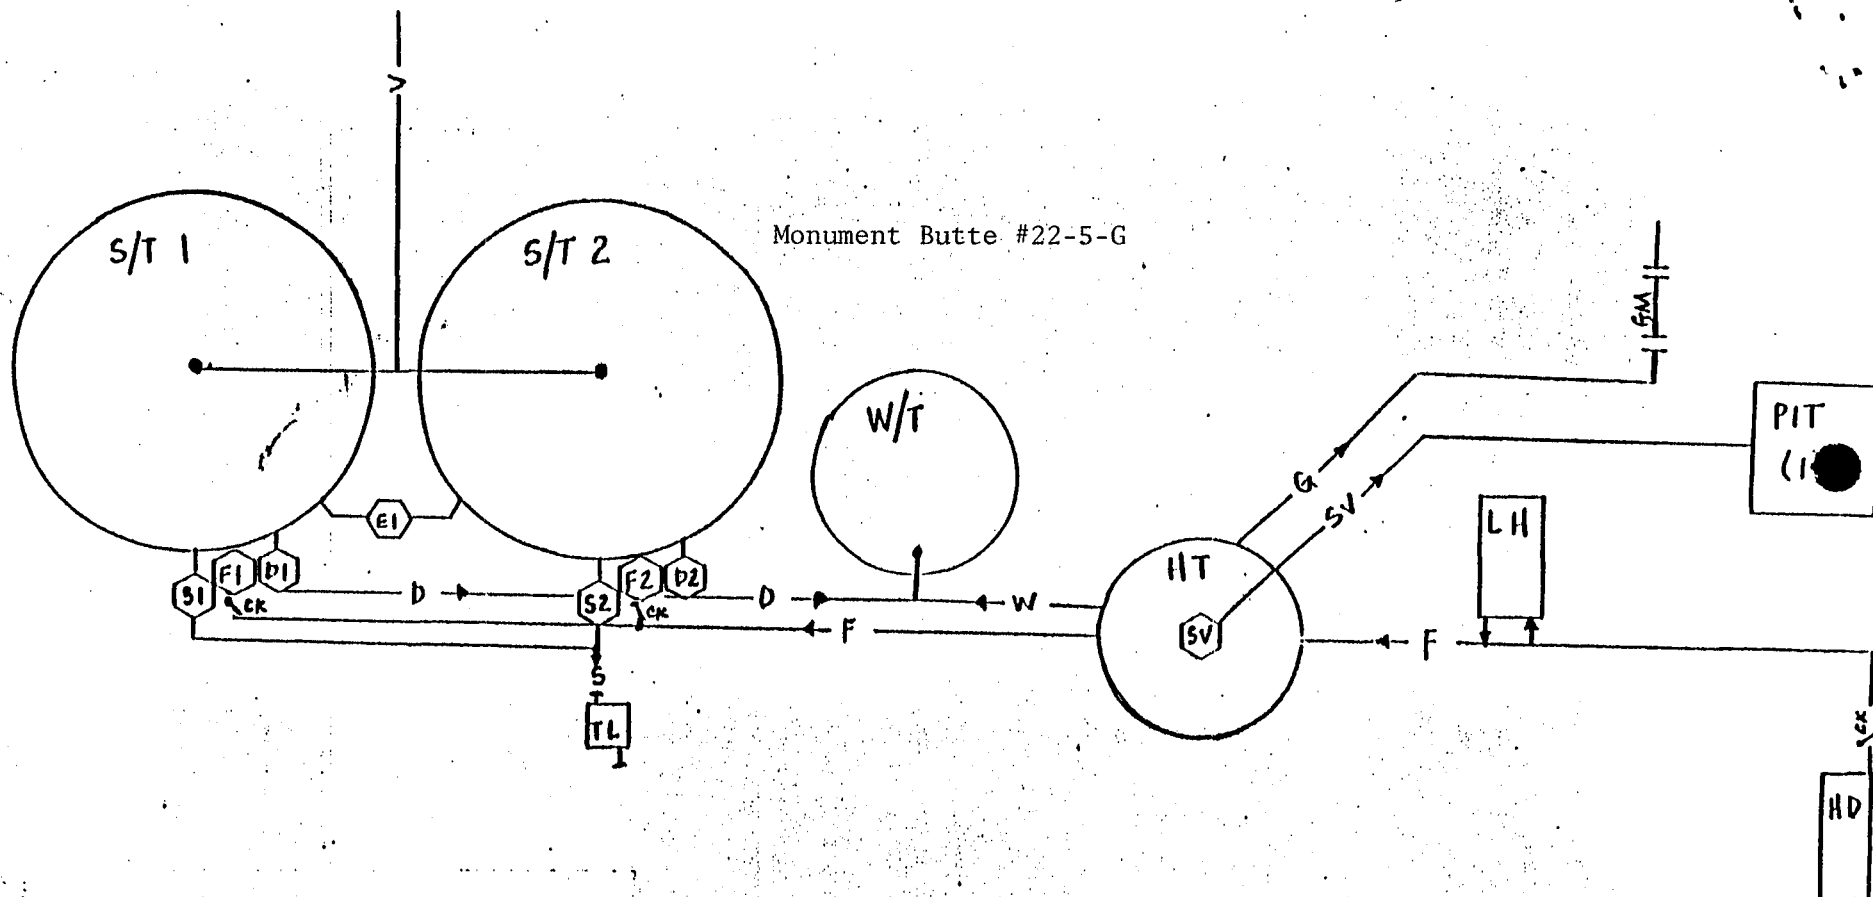 V
S/T 1
S/T 2
Monument Butte #22-5-G
GM
W/T
PIT
(1
G
SV
LH
E1
HT
F1
D1
F2
D2
S1
D
S2
D
W
CK
CK
F
SV
F
S
TL
CK
HD